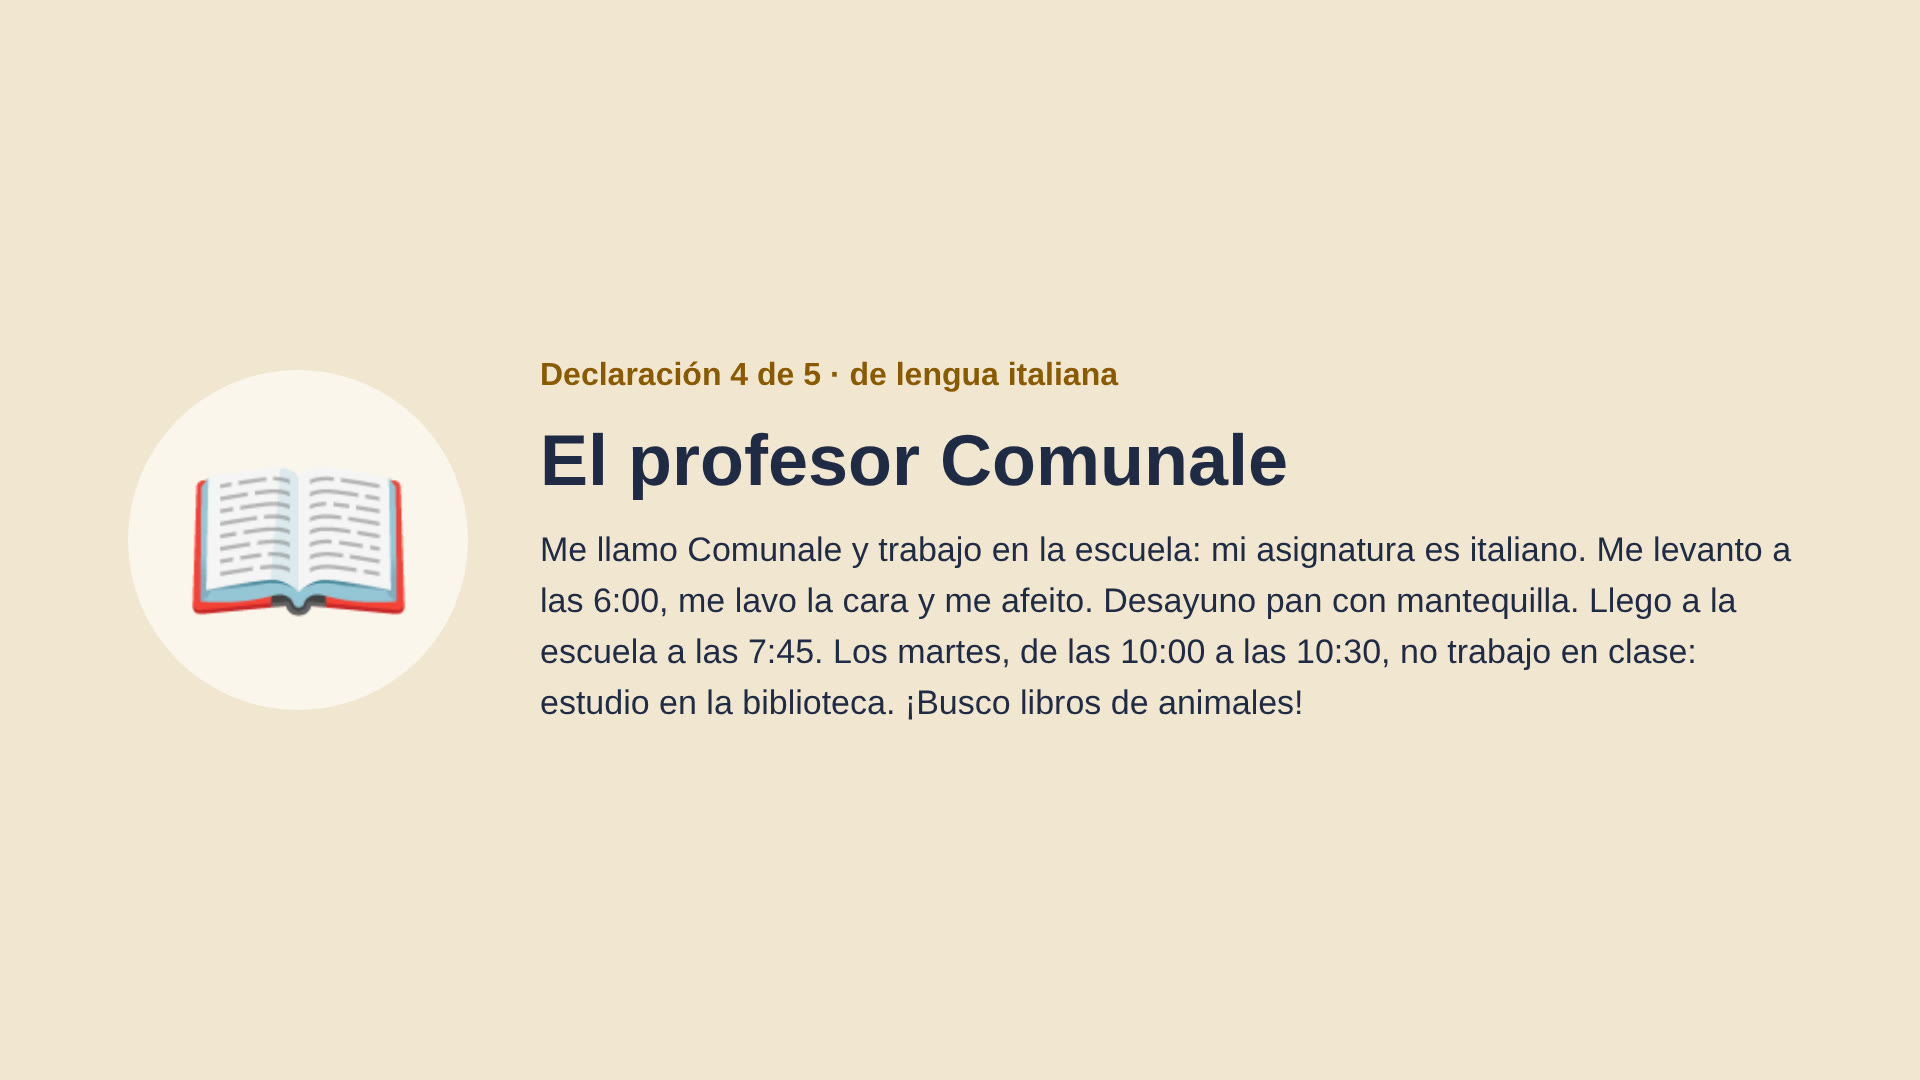 Declaración 4 de 5 · de lengua italiana
El profesor Comunale
Me llamo Comunale y trabajo en la escuela: mi asignatura es italiano. Me levanto a
las 6:00, me lavo la cara y me afeito. Desayuno pan con mantequilla. Llego a la
escuela a las 7:45. Los martes, de las 10:00 a las 10:30, no trabajo en clase:
estudio en la biblioteca. ¡Busco libros de animales!